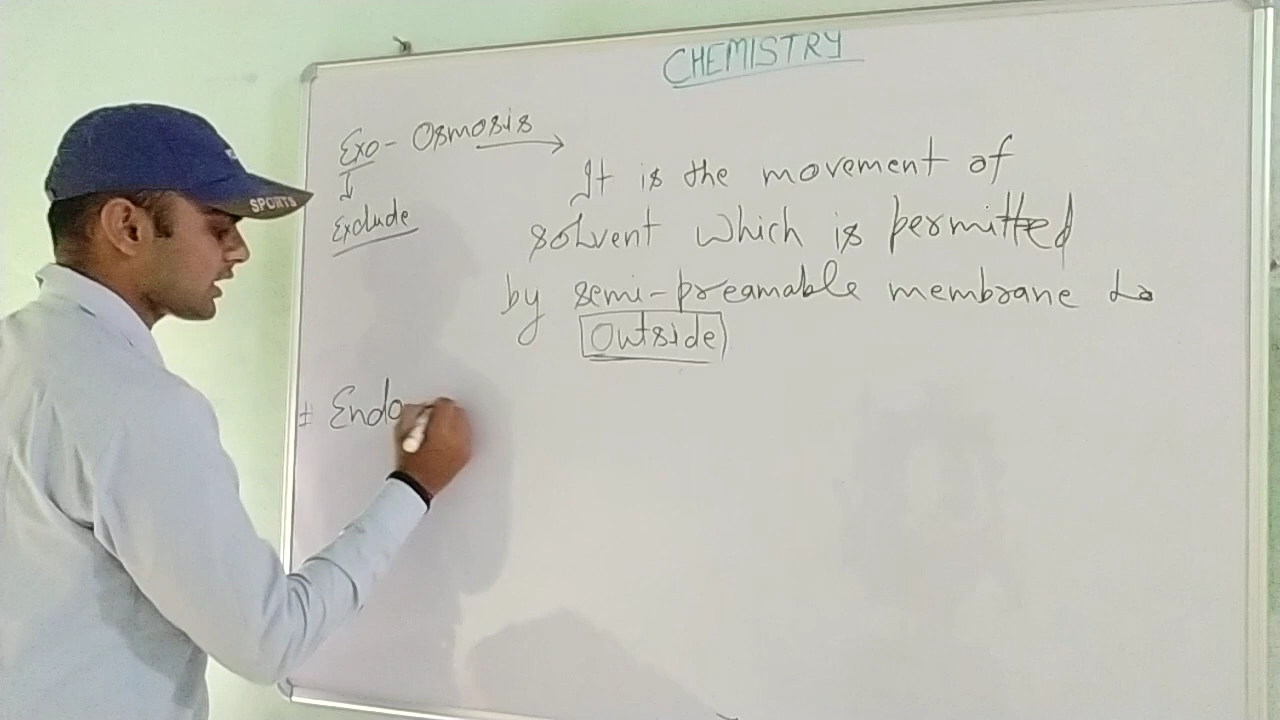 CHEMISTRY
Exo - Osmosis →
↓
Exclude
It is the movement of
solvent which is permitted
by semi-preamable membrane to
outside
Endo
SPORTS